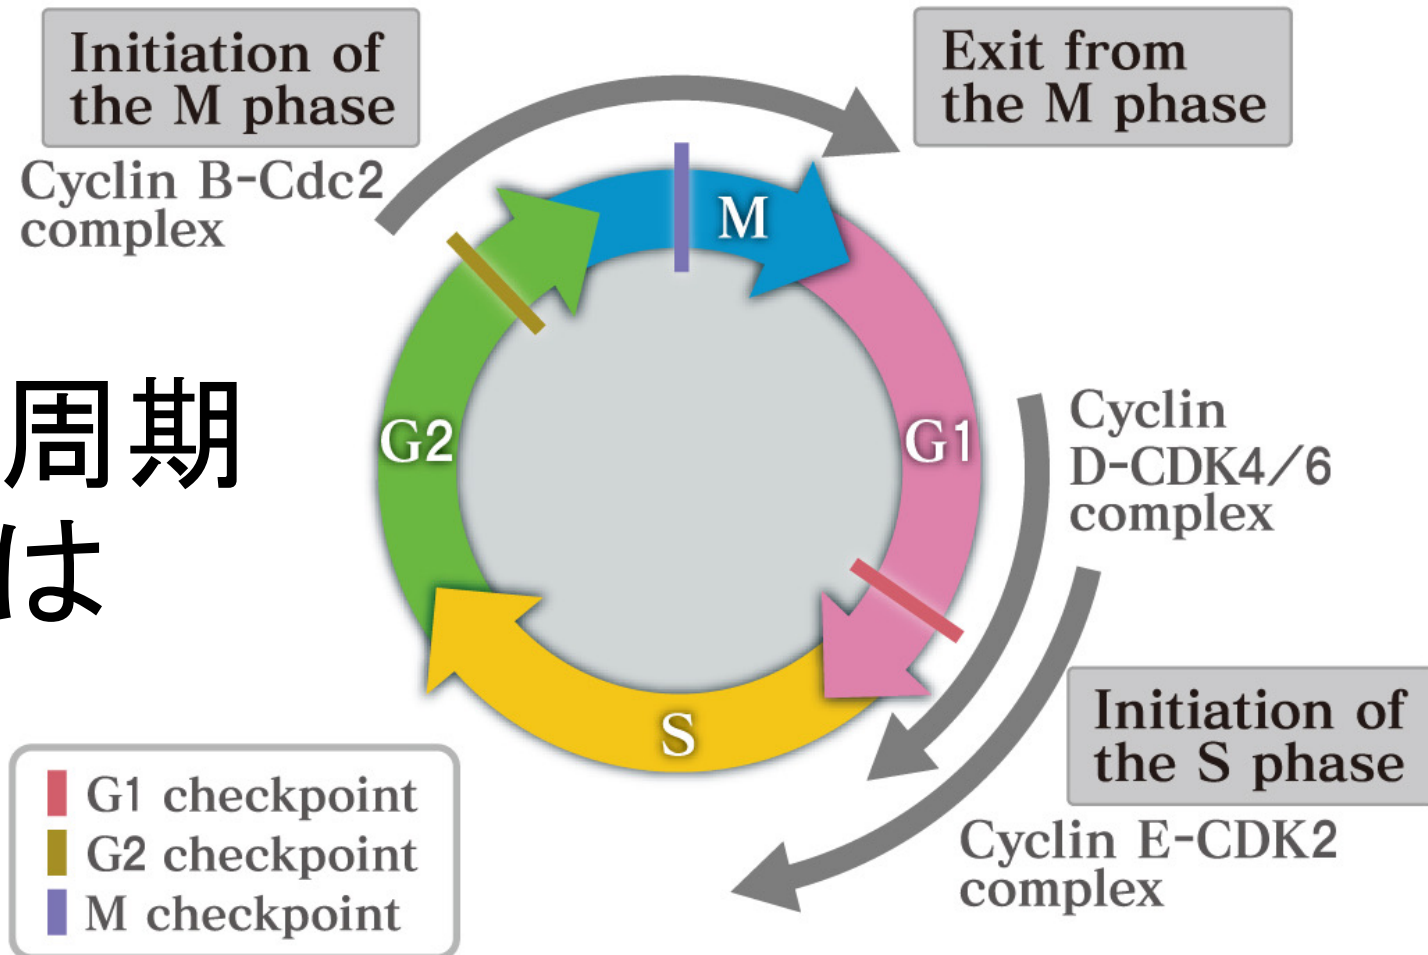 Initiation of
the M phase
Cyclin B-Cdc2
complex
Exit from
the M phase
M
G2
G1
S
周期
は
Cyclin
D-CDK4/6
complex
Initiation of
the S phase
Cyclin E-CDK2
complex
G1 checkpoint
G2 checkpoint
M checkpoint